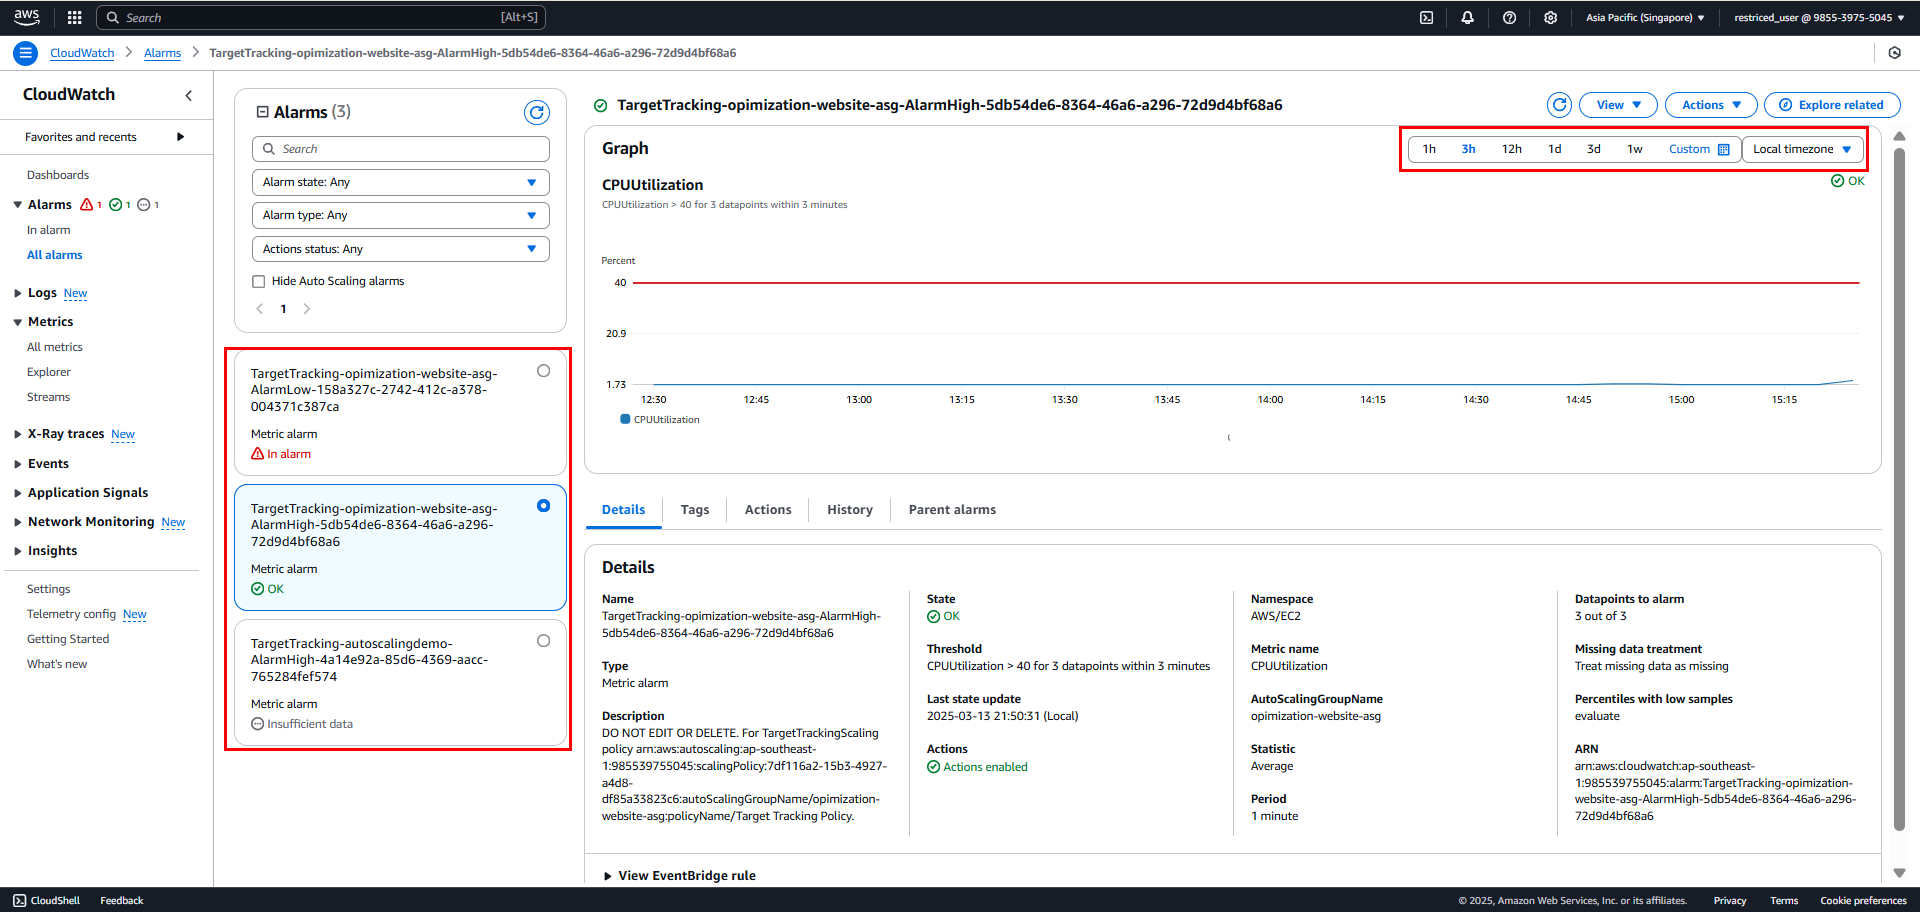 aws
Search
[Alt+S]
Asia Pacific (Singapore)
restriced_user @ 9855-3975-5045
CloudWatch
Alarms
TargetTracking-opimization-website-asg-AlarmHigh-5db54de6-8364-46a6-a296-72d9d4bf68a6
CloudWatch
Favorites and recents
Dashboards
Alarms 1 1 1
In alarm
All alarms
Logs New
Metrics
All metrics
Explorer
Streams
X-Ray traces New
Events
Application Signals
Network Monitoring New
Insights
Settings
Telemetry config New
Getting Started
What's new
Alarms (3)
Search
Alarm state: Any
Alarm type: Any
Actions status: Any
Hide Auto Scaling alarms
1
TargetTracking-opimization-website-asg-
AlarmLow-158a327c-2742-412c-a378-
004371c387ca
Metric alarm
In alarm
TargetTracking-opimization-website-asg-
AlarmHigh-5db54de6-8364-46a6-a296-
72d9d4bf68a6
Metric alarm
OK
TargetTracking-autoscalingdemo-
AlarmHigh-4a14e92a-85d6-4369-aacc-
765284fef574
Metric alarm
Insufficient data
TargetTracking-opimization-website-asg-AlarmHigh-5db54de6-8364-46a6-a296-72d9d4bf68a6
View
Actions
Explore related
Graph
1h 3h 12h 1d 3d 1w Custom
Local timezone
CPUUtilization
OK
CPUUtilization > 40 for 3 datapoints within 3 minutes
Percent
40
20.9
1.73
12:30 12:45 13:00 13:15 13:30 13:45 14:00 14:15 14:30 14:45 15:00 15:15
CPUUtilization
Details
Tags
Actions
History
Parent alarms
Details
Name
TargetTracking-opimization-website-asg-AlarmHigh-
5db54de6-8364-46a6-a296-72d9d4bf68a6
Type
Metric alarm
Description
DO NOT EDIT OR DELETE. For TargetTrackingScaling
policy arn:aws:autoscaling:ap-southeast-
1:985539755045:scalingPolicy:7df116a2-15b3-4927-
a4d8-
df85a33823c6:autoScalingGroupName/opimization-
website-asg:policyName/Target Tracking Policy.
State
OK
Threshold
CPUUtilization > 40 for 3 datapoints within 3 minutes
Last state update
2025-03-13 21:50:31 (Local)
Actions
Actions enabled
Namespace
AWS/EC2
Metric name
CPUUtilization
AutoScalingGroupName
opimization-website-asg
Statistic
Average
Period
1 minute
Datapoints to alarm
3 out of 3
Missing data treatment
Treat missing data as missing
Percentiles with low samples
evaluate
ARN
arn:aws:cloudwatch:ap-southeast-
1:985539755045:alarm:TargetTracking-opimization-
website-asg-AlarmHigh-5db54de6-8364-46a6-a296-
72d9d4bf68a6
View EventBridge rule
CloudShell
Feedback
© 2025, Amazon Web Services, Inc. or its affiliates.
Privacy
Terms
Cookie preferences